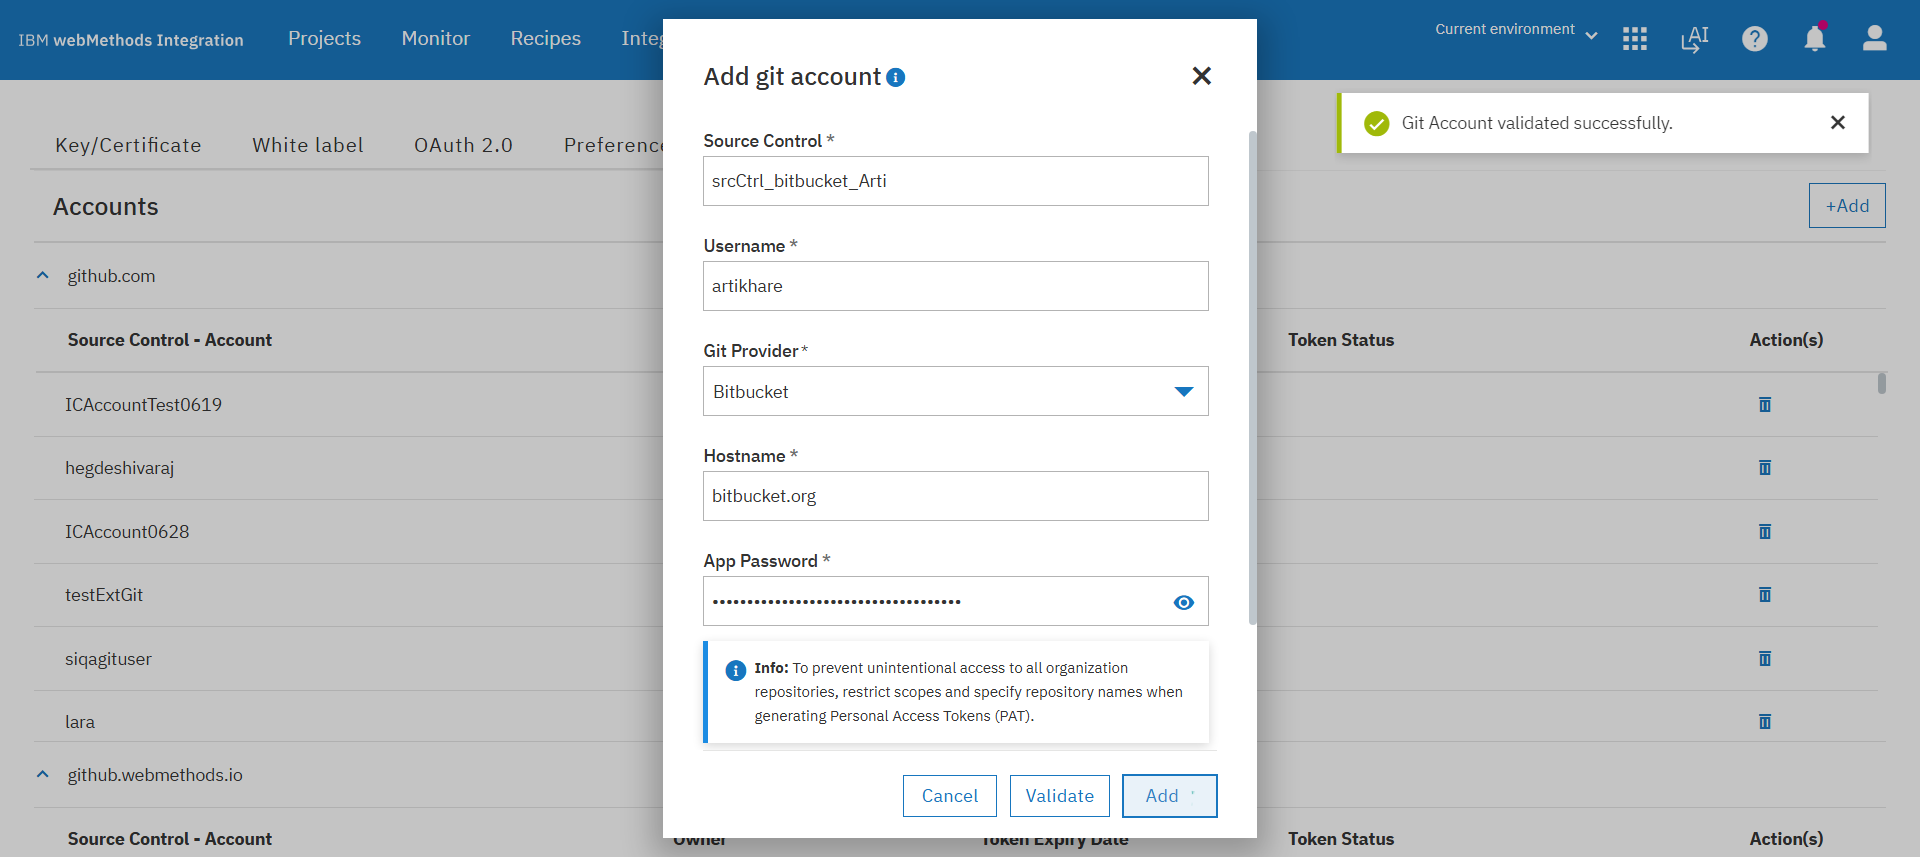 IBM webMethods Integration
Projects
Monitor
Recipes
Integ
Current environment
AI
Add git account
Git Account validated successfully.
Key/Certificate
White label
OAuth 2.0
Preference
Accounts
+Add
Source Control *
srcCtrl_bitbucket_Arti
Username *
artikhare
Git Provider*
Bitbucket
Hostname *
bitbucket.org
App Password *
Info: To prevent unintentional access to all organization
repositories, restrict scopes and specify repository names when
generating Personal Access Tokens (PAT).
Cancel
Validate
Add
github.com
Source Control - Account
Token Status
Action(s)
ICAccountTest0619
hegdeshivaraj
ICAccount0628
testExtGit
siqagituser
lara
github.webmethods.io
Source Control - Account
Owner
Token Expiry Date
Token Status
Action(s)